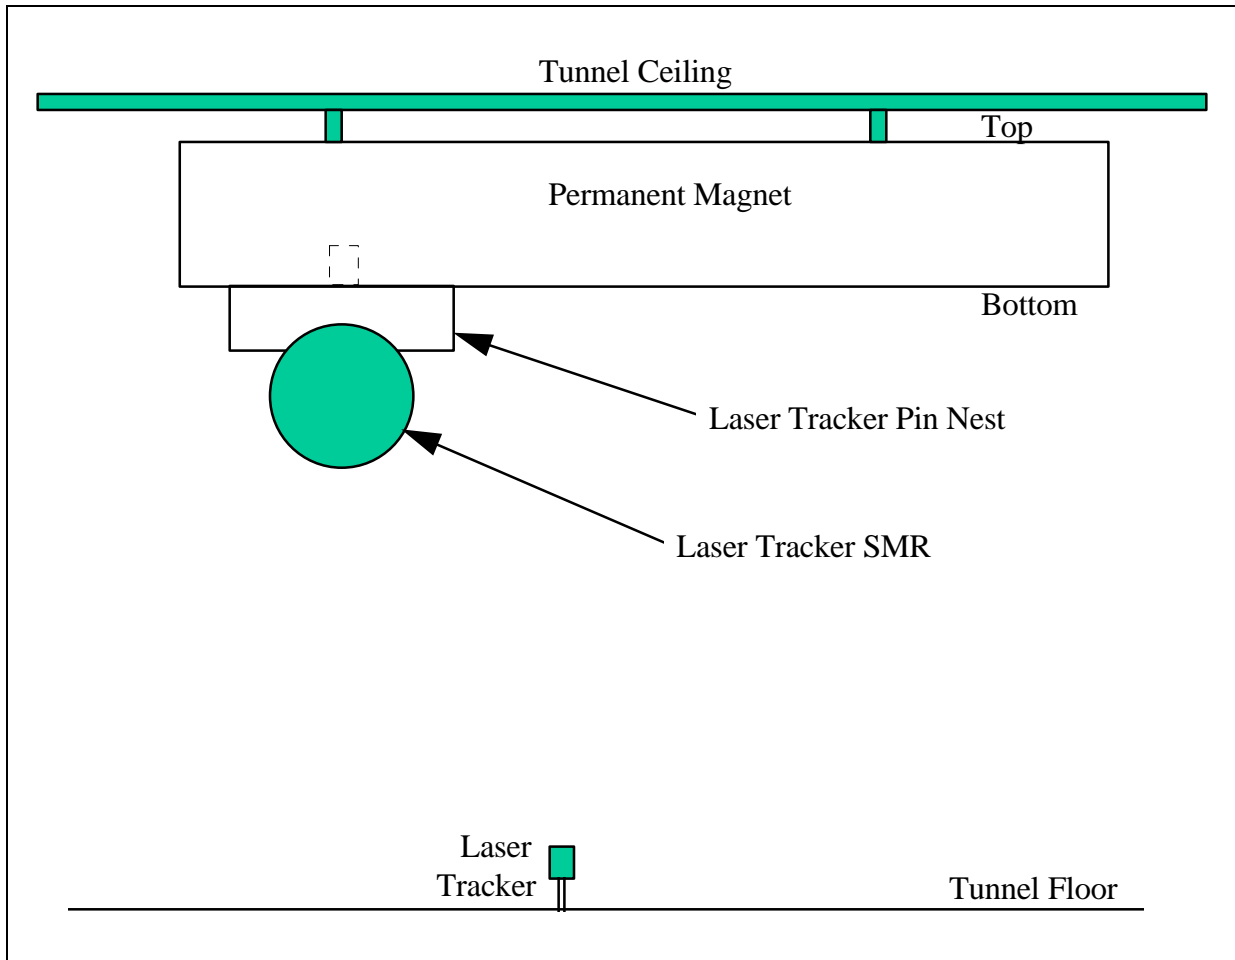 Tunnel Ceiling
Top
Permanent Magnet
Bottom
Laser Tracker Pin Nest
Laser Tracker SMR
Laser
Tracker
Tunnel Floor